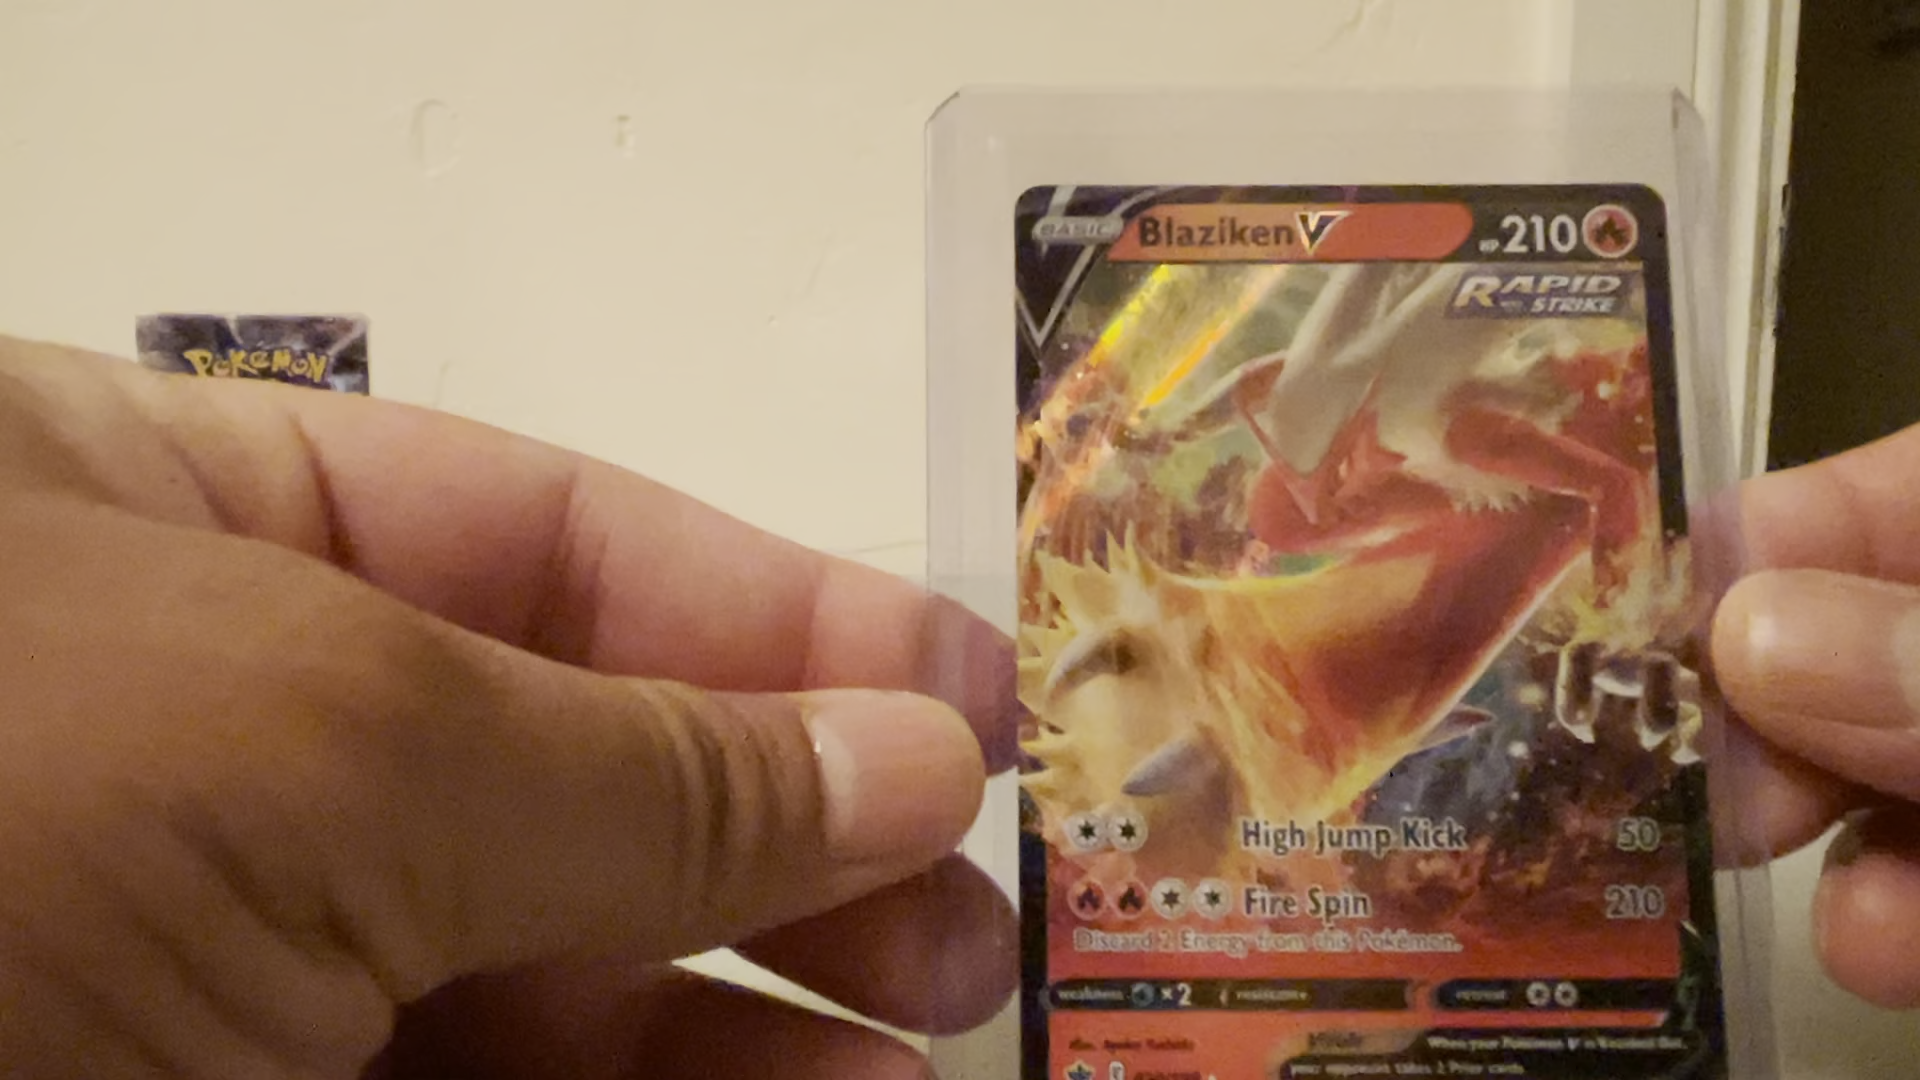 POKÉMON
BASIC Blaziken V HP 210
RAPID STRIKE
High Jump Kick 50
Fire Spin 210
Discard 2 Energy from this Pokémon.
weakness ×2 resistance retreat
When your Pokémon V is Knocked Out,
your opponent takes 2 Prize cards.